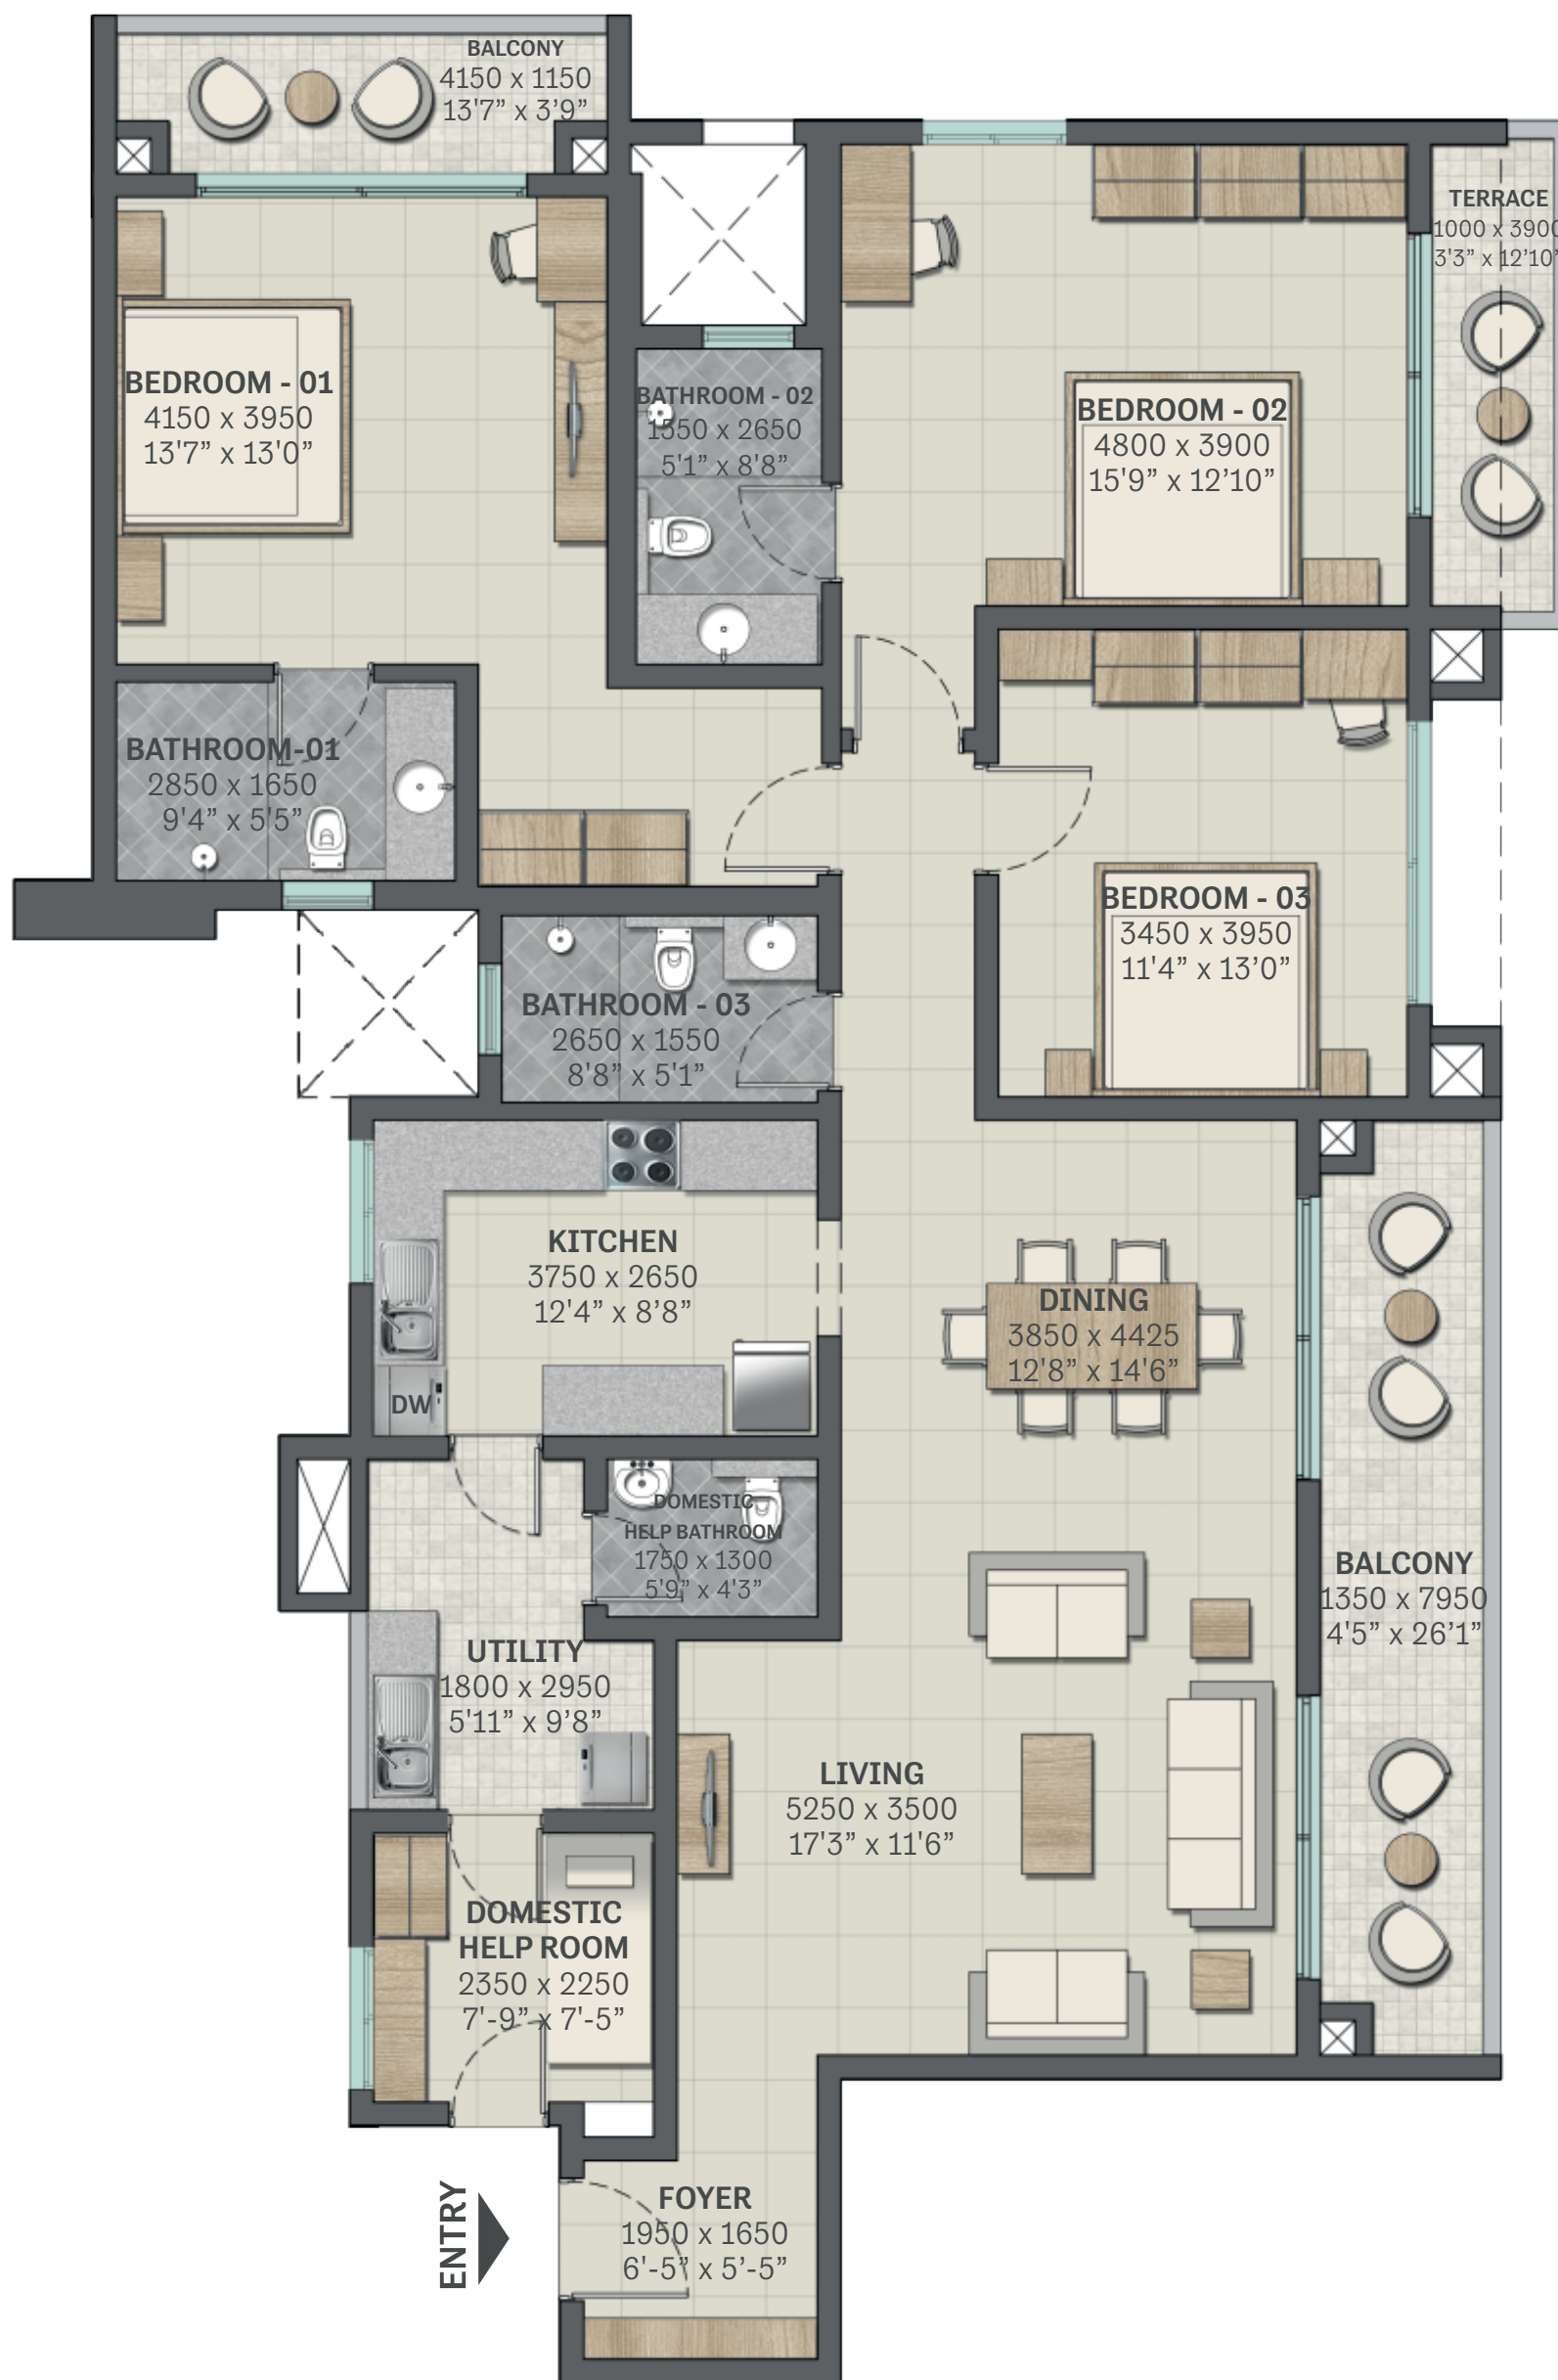 BALCONY
4150 x 1150
13'7” x 3’9”
TERRACE
1000 x 3900
3'3” x 12’10”
BEDROOM - 01
4150 x 3950
13'7” x 13’0”
BATHROOM - 02
1550 x 2650
5'1” x 8’8”
BEDROOM - 02
4800 x 3900
15'9” x 12’10”
BATHROOM-01
2850 x 1650
9'4” x 5'5”
BEDROOM - 03
3450 x 3950
11'4” x 13’0”
BATHROOM - 03
2650 x 1550
8'8” x 5’1”
KITCHEN
3750 x 2650
12'4” x 8’8”
DW
DINING
3850 x 4425
12'8” x 14'6”
DOMESTIC
HELP BATHROOM
1750 x 1300
5'9” x 4’3”
BALCONY
1350 x 7950
4'5” x 26’1”
UTILITY
1800 x 2950
5'11” x 9’8”
LIVING
5250 x 3500
17'3” x 11'6”
DOMESTIC
HELP ROOM
2350 x 2250
7'-9” x 7'-5”
ENTRY
FOYER
1950 x 1650
6'-5” x 5’-5”